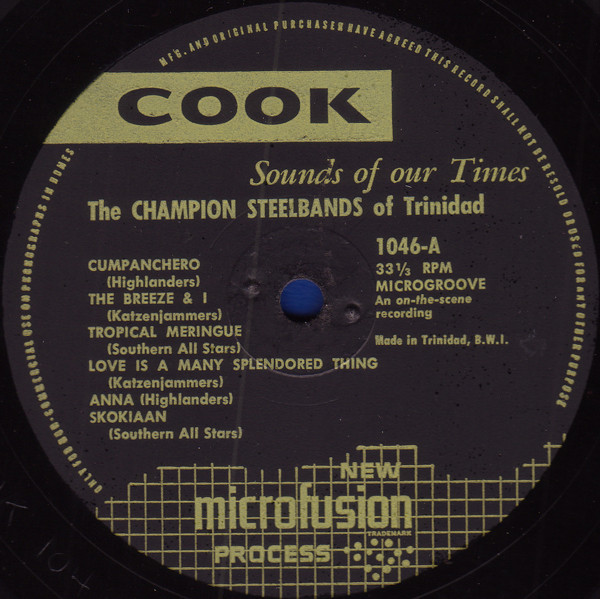 ONLY FOR NON-COMMERCIAL USE ON PHONOGRAPHS IN HOMES
MFG. AND ORIGINAL PURCHASER HAVE AGREED THIS RECORD SHALL NOT BE RESOLD OR USED FOR ANY OTHER PURPOSE
COOK
Sounds of our Times
The CHAMPION STEELBANDS of Trinidad
CUMPANCHERO
(Highlanders)
THE BREEZE & I
(Katzenjammers)
TROPICAL MERINGUE
(Southern All Stars)
LOVE IS A MANY SPLENDORED THING
(Katzenjammers)
ANNA (Highlanders)
SKOKIAAN
(Southern All Stars)
1046-A
33⅓ RPM
MICROGROOVE
An on-the-scene
recording
Made in Trinidad, B.W.I.
NEW
microfusion
TRADEMARK
PROCESS